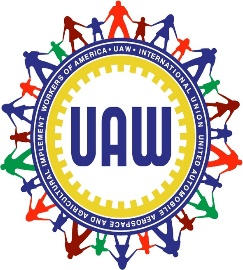 INTERNATIONAL UNION UNITED AUTOMOBILE AEROSPACE AND AGRICULTURAL IMPLEMENT WORKERS OF AMERICA • UAW •
UAW